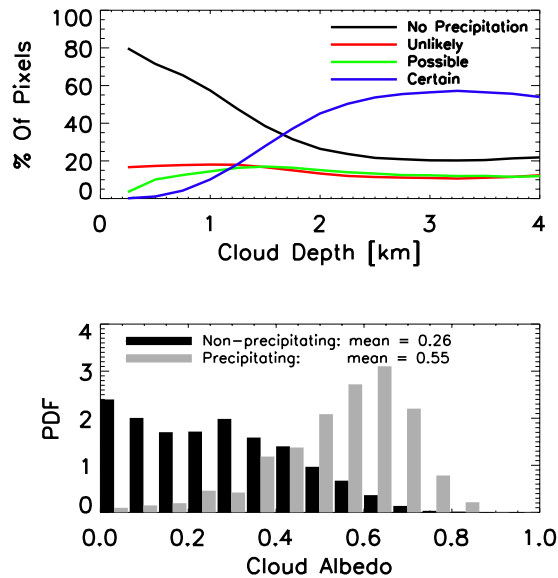 100
80
60
40
20
0
% Of Pixels
No Precipitation
Unlikely
Possible
Certain
0 1 2 3 4
Cloud Depth [km]
4
3
2
1
0
PDF
Non-precipitating: mean = 0.26
Precipitating: mean = 0.55
0.0 0.2 0.4 0.6 0.8 1.0
Cloud Albedo